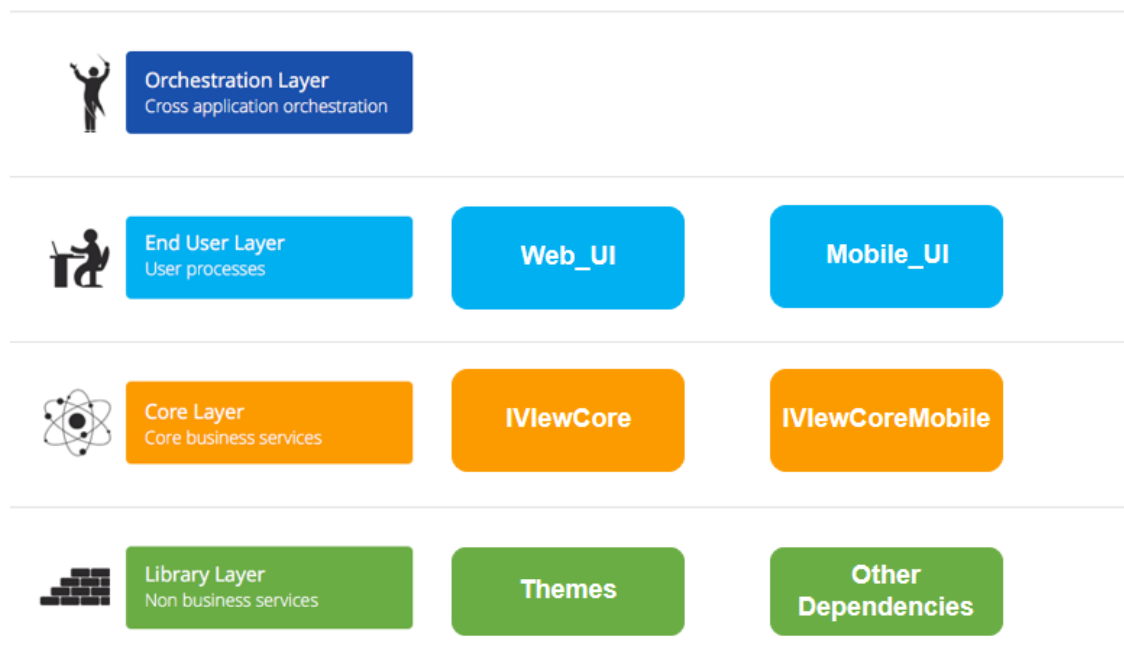 Orchestration Layer
Cross application orchestration
End User Layer
User processes
Web_UI
Mobile_UI
Core Layer
Core business services
IVIewCore
IVIewCoreMobile
Library Layer
Non business services
Themes
Other
Dependencies